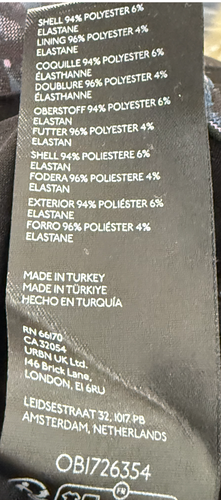 SHELL 94% POLYESTER 6%
ELASTANE
LINING 96% POLYESTER 4%
ELASTANE
COQUILLE 94% POLYESTER 6%
ÉLASTHANNE
DOUBLURE 96% POLYESTER 4%
ÉLASTHANNE
OBERSTOFF 94% POLYESTER 6%
ELASTAN
FUTTER 96% POLYESTER 4%
ELASTAN
SHELL 94% POLIESTERE 6%
ELASTAN
FODERA 96% POLIESTERE 4%
ELASTAN
EXTERIOR 94% POLIÉSTER 6%
ELASTANE
FORRO 96% POLIÉSTER 4%
ELASTANE
MADE IN TURKEY
MADE IN TÜRKIYE
HECHO EN TURQUÍA
RN 66170
CA 32054
URBN UK Ltd.
146 Brick Lane,
LONDON, E1 6RU
LEIDSESTRAAT 32, 1017 PB
AMSTERDAM, NETHERLANDS
OB1726354
FR